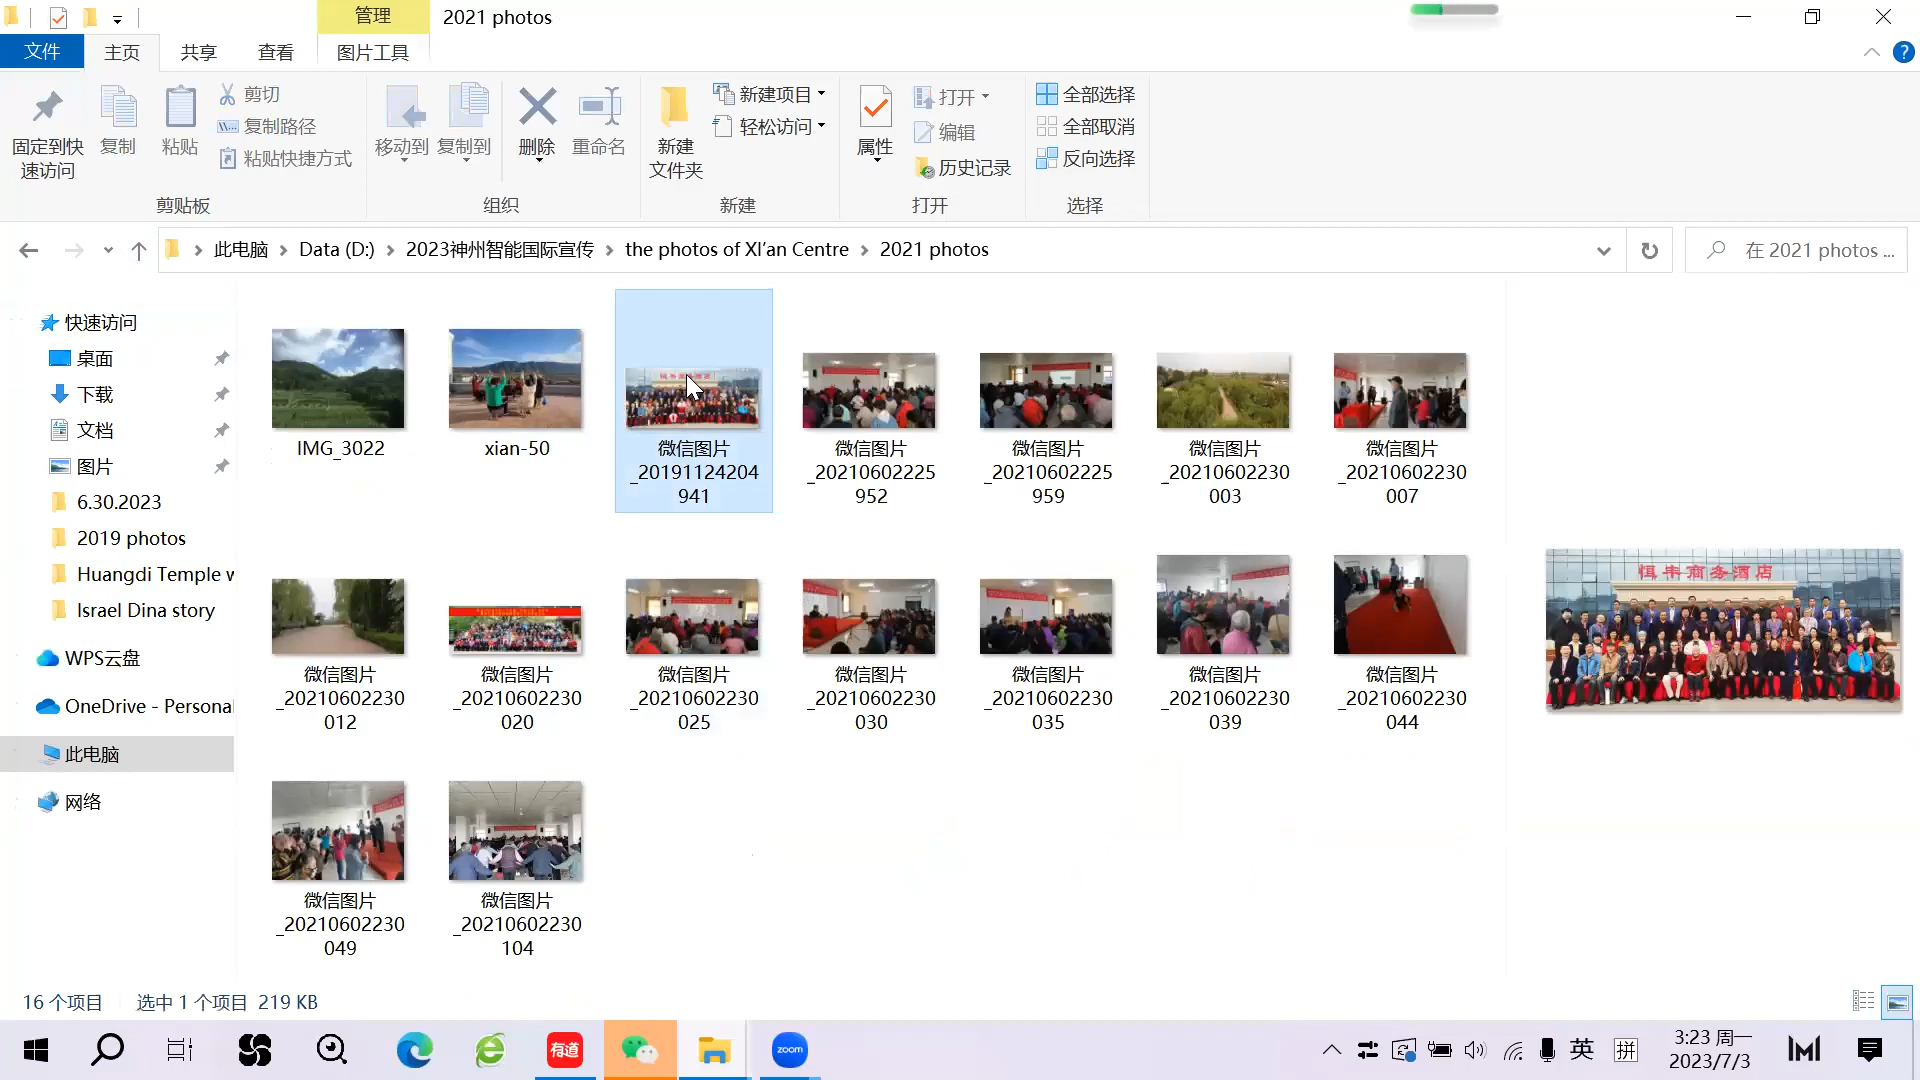 管理
2021 photos
文件
主页
共享
查看
图片工具
固定到快
速访问
复制
粘贴
剪切
复制路径
粘贴快捷方式
剪贴板
移动到
复制到
删除
重命名
组织
新建
文件夹
新建项目
轻松访问
新建
属性
打开
编辑
历史记录
打开
全部选择
全部取消
反向选择
选择
此电脑
Data (D:)
2023神州智能国际宣传
the photos of XI'an Centre
2021 photos
在 2021 photos ...
快速访问
桌面
下载
文档
图片
6.30.2023
2019 photos
Huangdi Temple w
Israel Dina story
WPS云盘
OneDrive - Personal
此电脑
网络
IMG_3022
xian-50
微信图片
_20191124204
941
微信图片
_20210602225
952
微信图片
_20210602225
959
微信图片
_20210602230
003
微信图片
_20210602230
007
微信图片
_20210602230
012
微信图片
_20210602230
020
微信图片
_20210602230
025
微信图片
_20210602230
030
微信图片
_20210602230
035
微信图片
_20210602230
039
微信图片
_20210602230
044
微信图片
_20210602230
049
微信图片
_20210602230
104
恒丰商务酒店
16 个项目
选中 1 个项目 219 KB
有道
zoom
英
拼
3:23 周一
2023/7/3